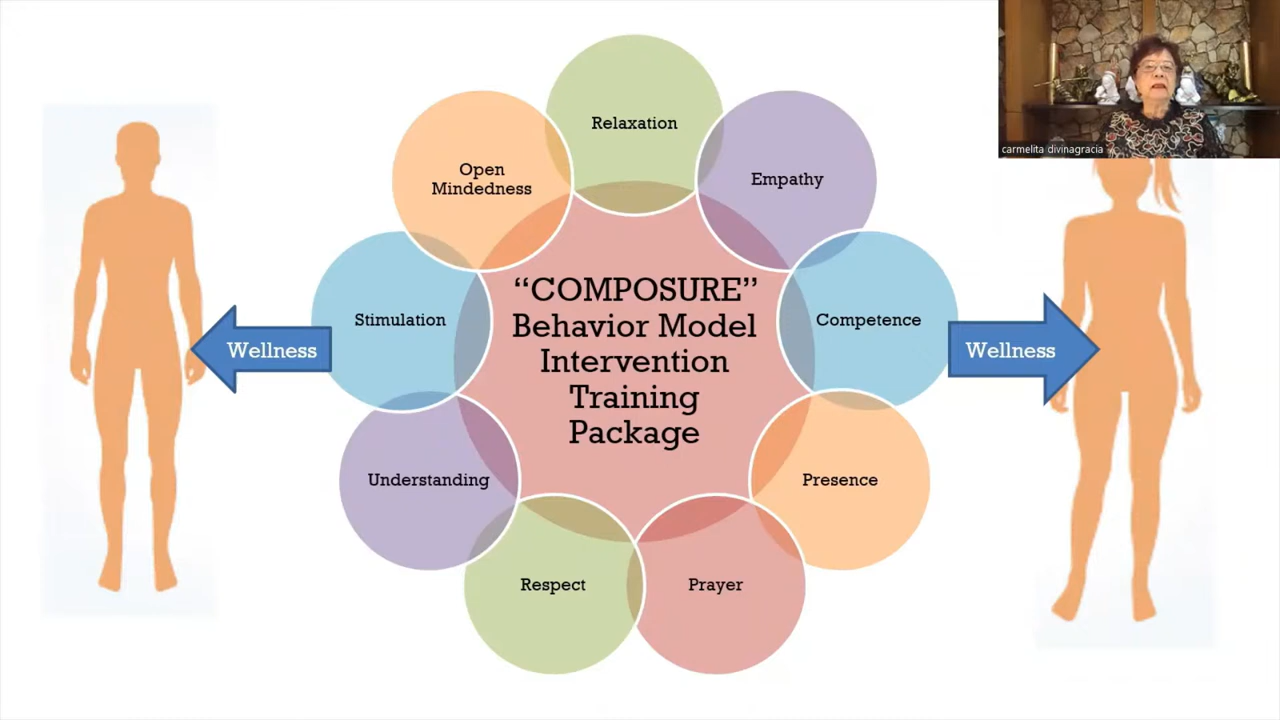 Relaxation
carmelita divinagracia
Open
Mindedness
Empathy
“COMPOSURE”
Behavior Model
Intervention
Training
Package
Stimulation
Competence
Wellness
Wellness
Understanding
Presence
Respect
Prayer